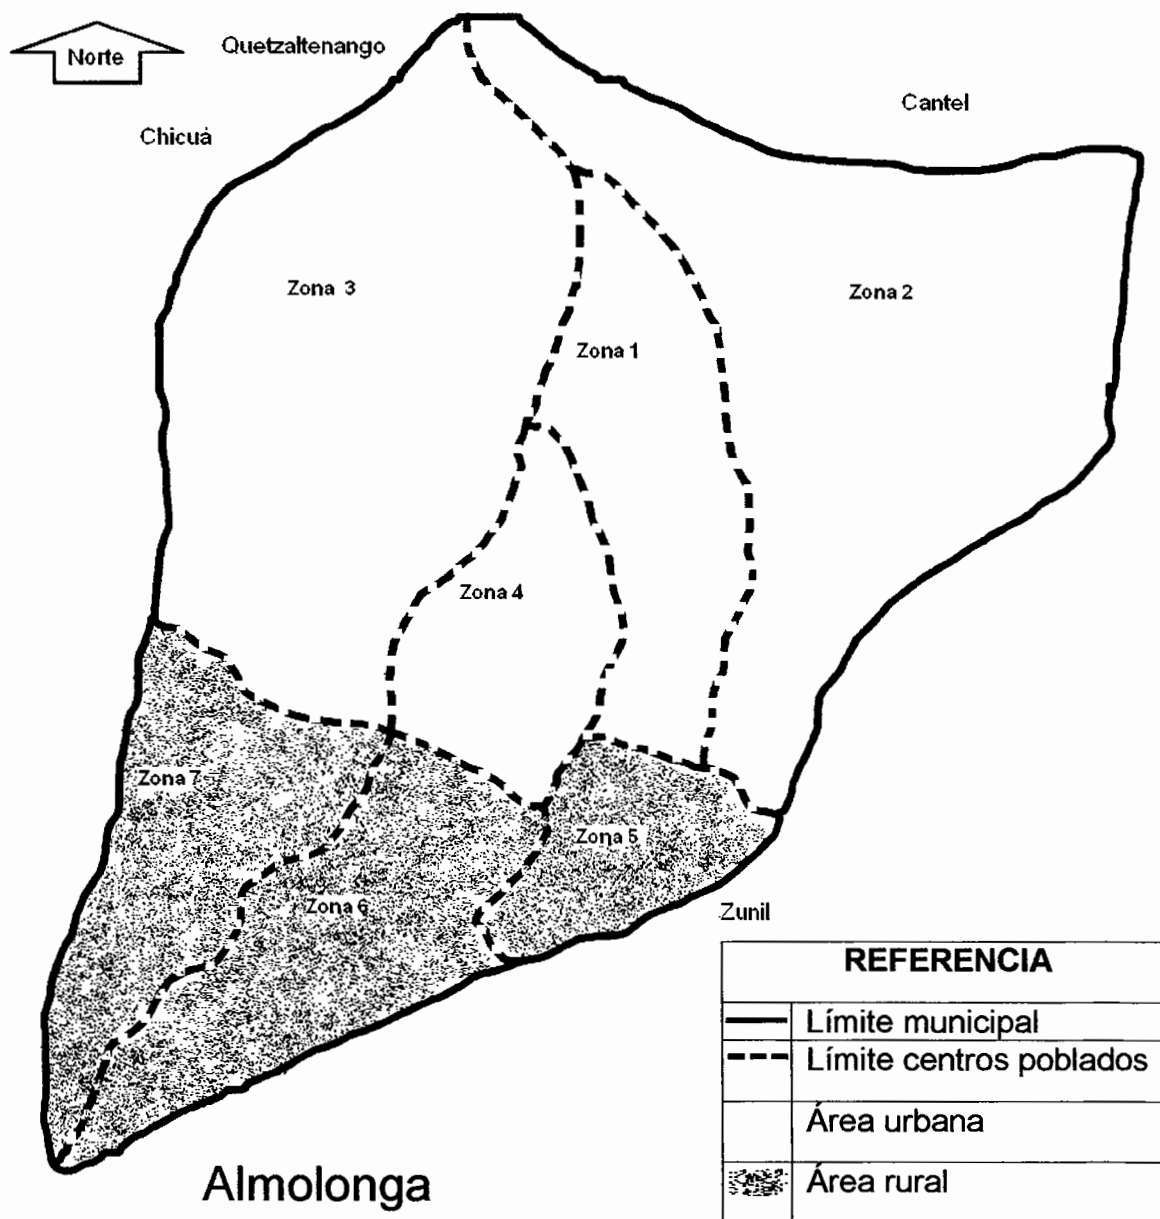 Norte
Quetzaltenango
Cantel
Chicuá
Zona 3
Zona 2
Zona 1
Zona 4
Zona 7
Zona 5
Zona 6
Zunil
REFERENCIA
Límite municipal
Límite centros poblados
Área urbana
Área rural
Almolonga